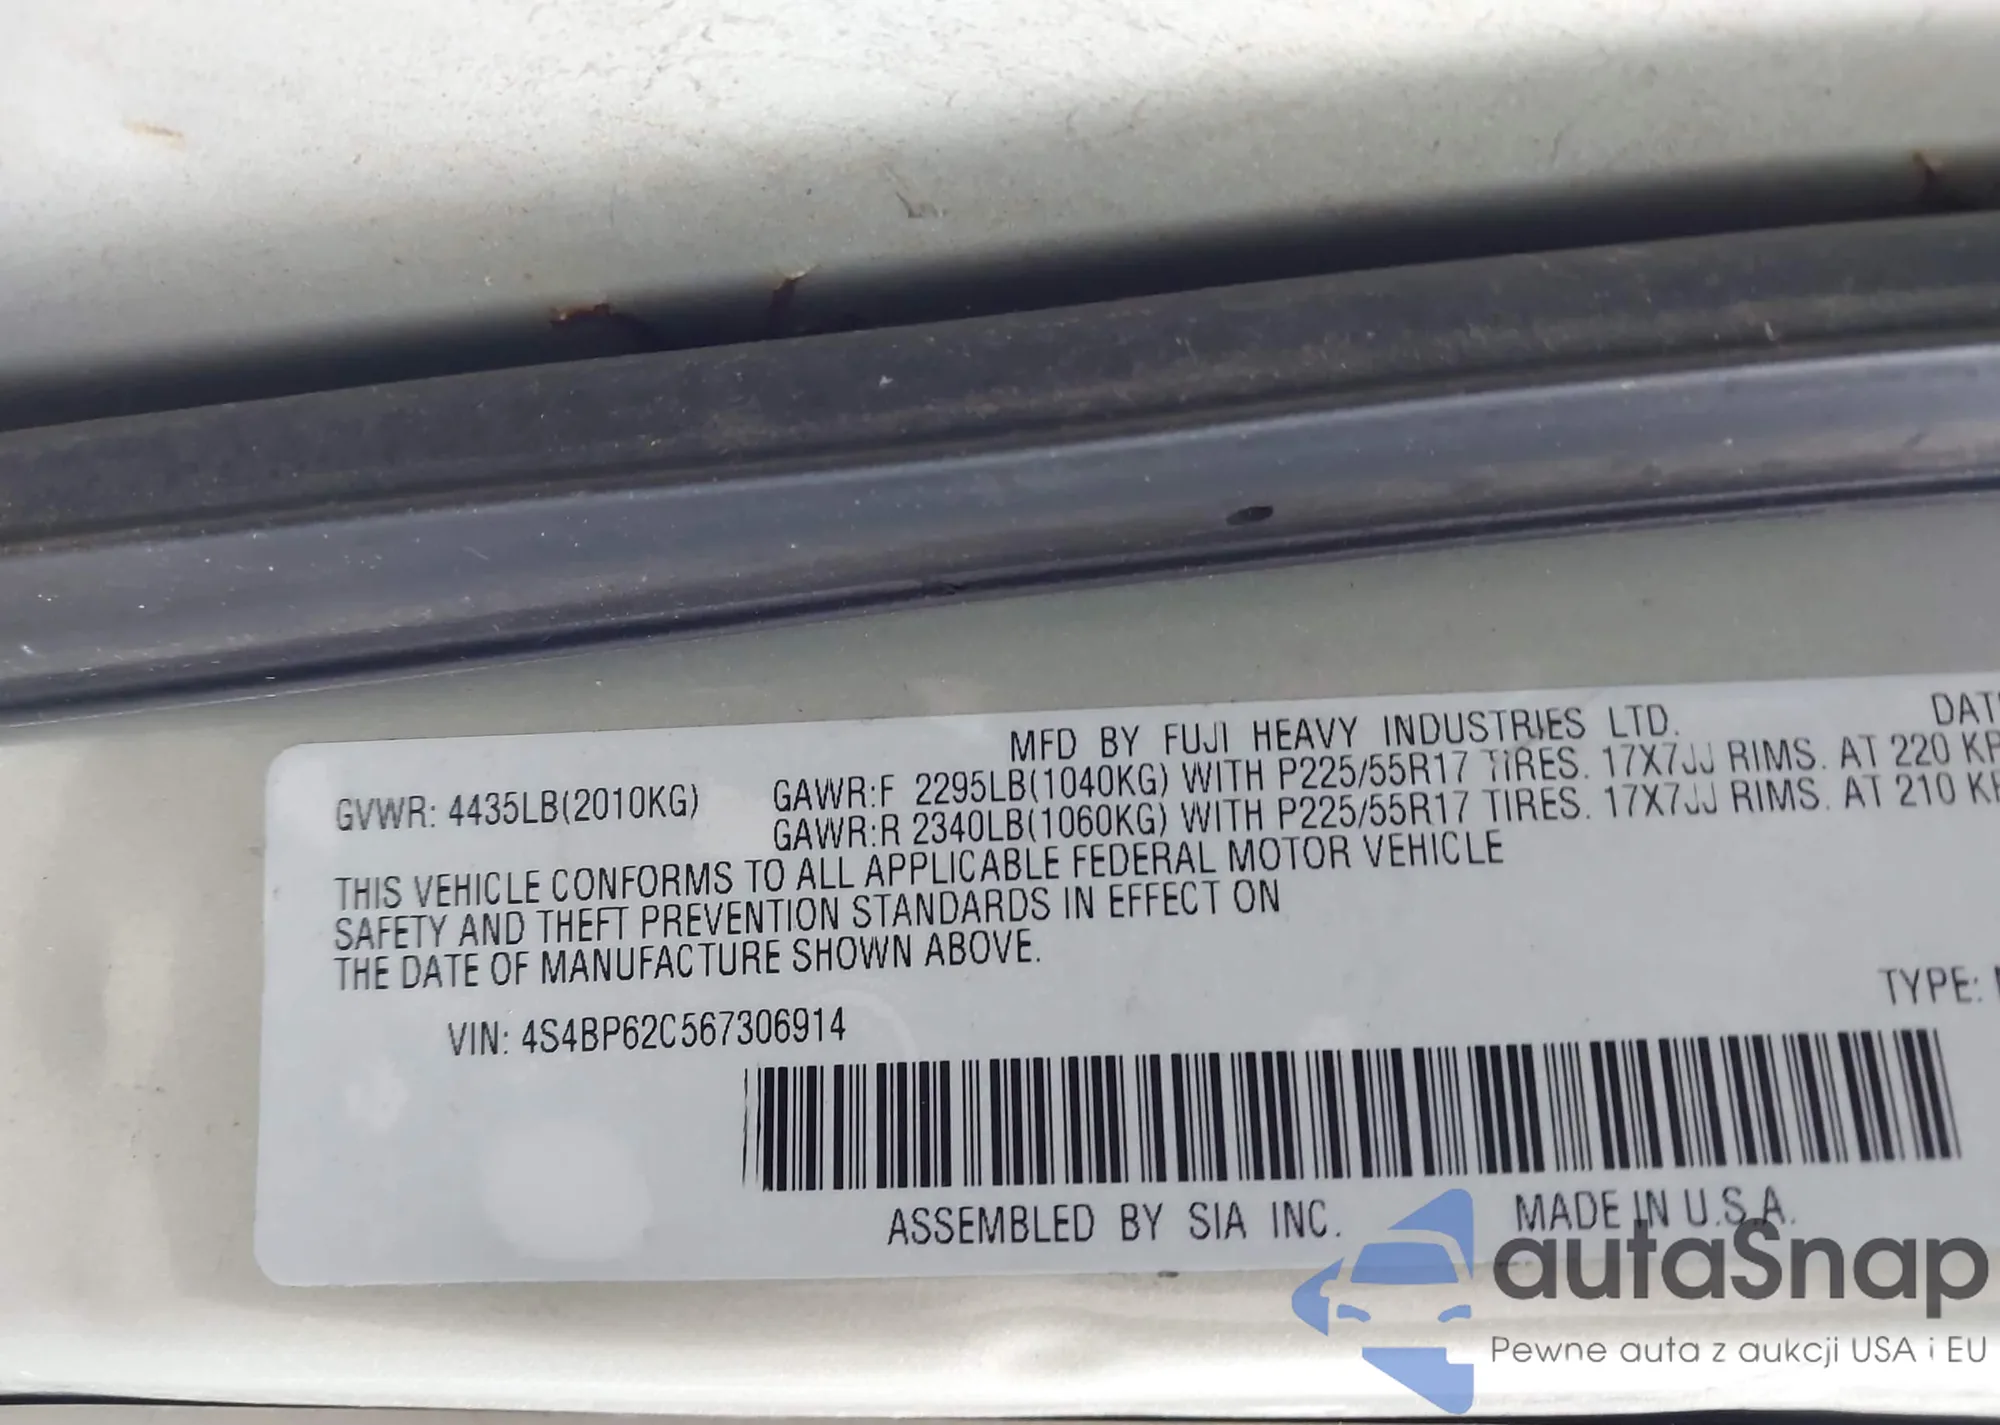 MFD BY FUJI HEAVY INDUSTRIES LTD.
GVWR: 4435LB(2010KG) GAWR:F 2295LB(1040KG) WITH P225/55R17 TIRES. 17X7JJ RIMS. AT 220
GAWR:R 2340LB(1060KG) WITH P225/55R17 TIRES. 17X7JJ RIMS. AT 210
THIS VEHICLE CONFORMS TO ALL APPLICABLE FEDERAL MOTOR VEHICLE
SAFETY AND THEFT PREVENTION STANDARDS IN EFFECT ON
THE DATE OF MANUFACTURE SHOWN ABOVE.
TYPE:
VIN: 4S4BP62C567306914
ASSEMBLED BY SIA INC. MADE IN U.S.A.
autaSnap
Pewne auta z aukcji USA i EU